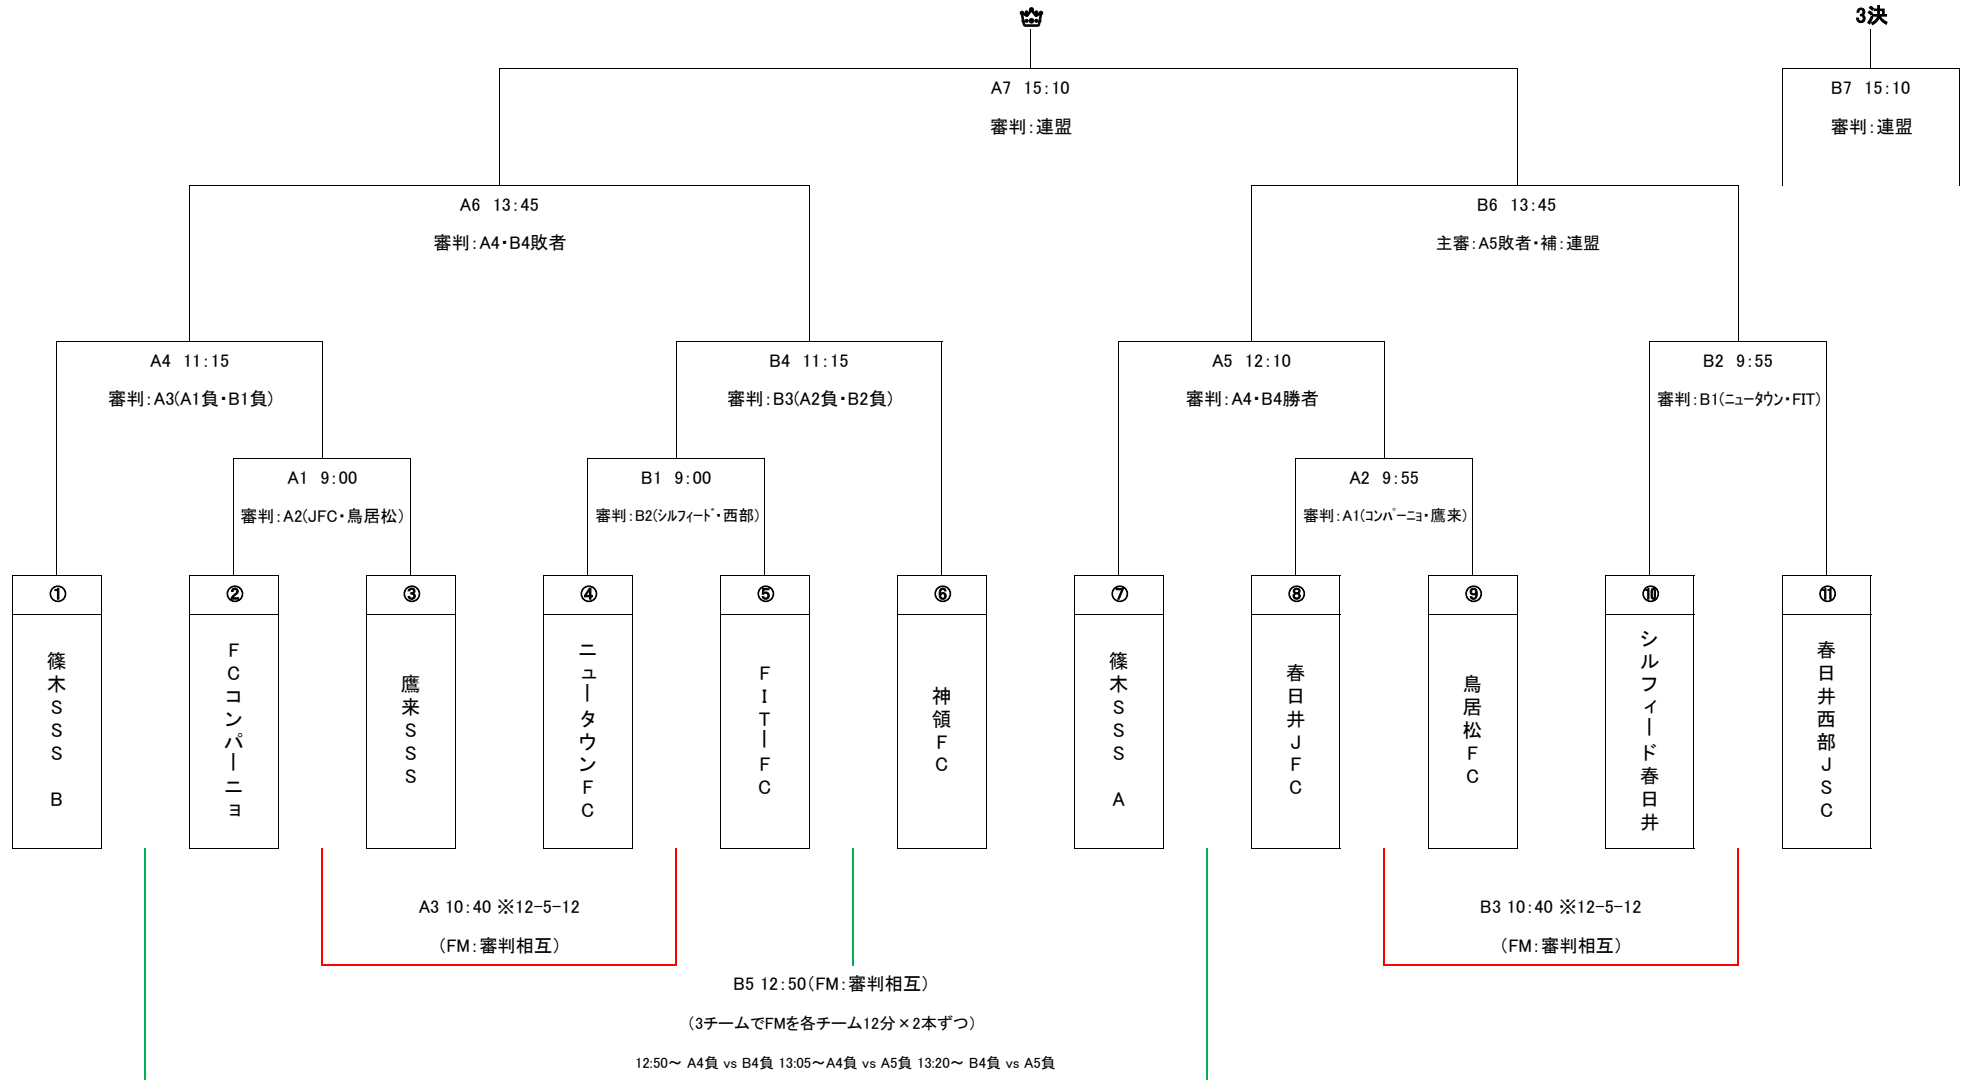 3決
A7 15:10
審判:連盟
B7 15:10
審判:連盟
A6 13:45
審判:A4・B4敗者
B6 13:45
主審:A5敗者・補:連盟
A4 11:15
審判:A3(A1負・B1負)
B4 11:15
審判:B3(A2負・B2負)
A5 12:10
審判:A4・B4勝者
B2 9:55
審判:B1(ニュータウン・FIT)
A1 9:00
審判:A2(JFC・鳥居松)
B1 9:00
審判:B2(シルフィード・西部)
A2 9:55
審判:A1(コンパーニョ・鷹来)
①
②
③
④
⑤
⑥
⑦
⑧
⑨
⑩
⑪
篠木SSS B
FCコンパーニョ
鷹来SSS
ニュータウンFC
FITーFC
神領FC
篠木SSS A
春日井JFC
鳥居松FC
シルフィード春日井
春日井西部JSC
A3 10:40 ※12-5-12
(FM:審判相互)
B3 10:40 ※12-5-12
(FM:審判相互)
B5 12:50(FM:審判相互)
(3チームでFMを各チーム12分×2本ずつ)
12:50～ A4負 vs B4負 13:05～A4負 vs A5負 13:20～ B4負 vs A5負